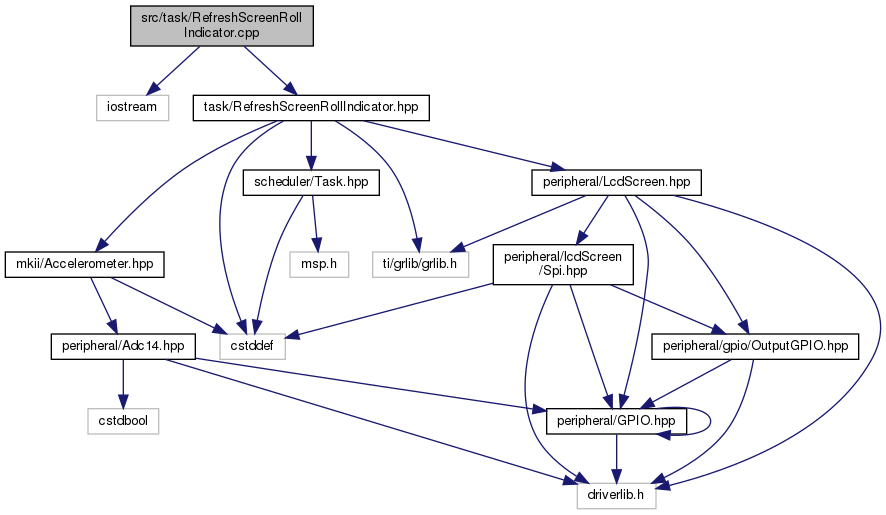 src/task/RefreshScreenRoll
Indicator.cpp
iostream
task/RefreshScreenRollIndicator.hpp
scheduler/Task.hpp
peripheral/LcdScreen.hpp
mkii/Accelerometer.hpp
msp.h
ti/grlib/grlib.h
peripheral/lcdScreen
/Spi.hpp
peripheral/Adc14.hpp
cstddef
peripheral/gpio/OutputGPIO.hpp
cstdbool
peripheral/GPIO.hpp
driverlib.h